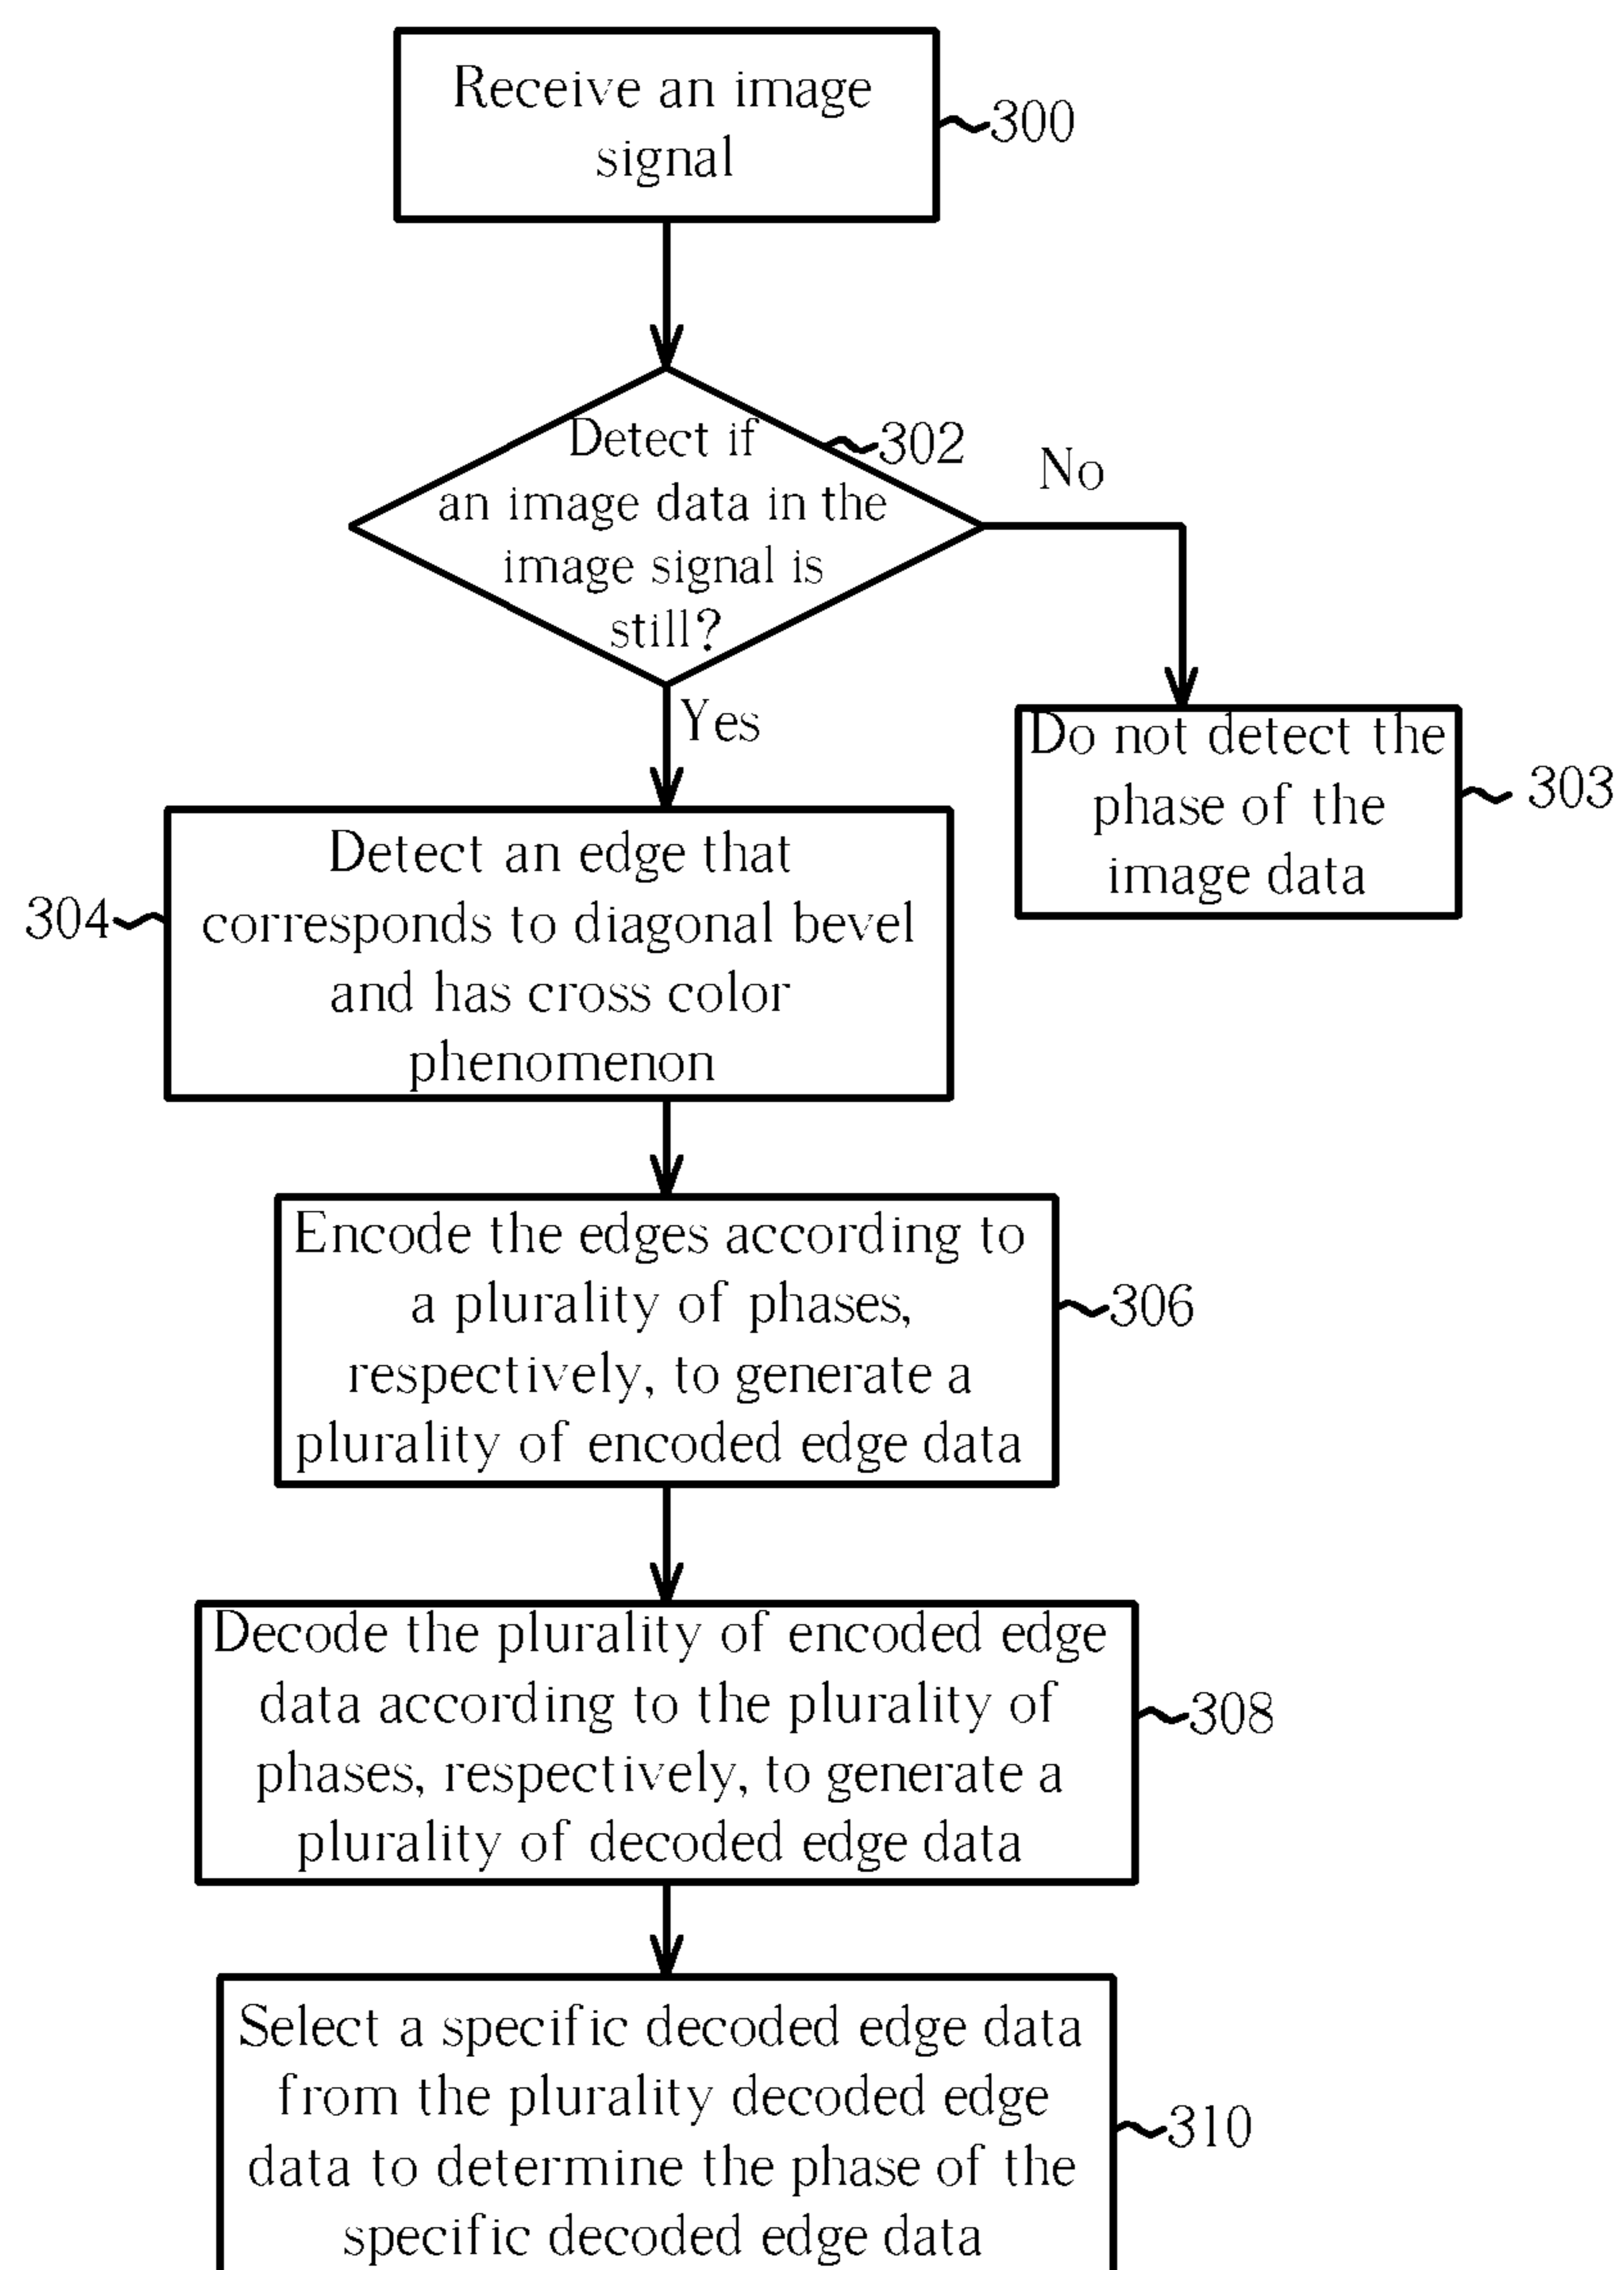 Receive an image
signal
300
Detect if
an image data in the
image signal is
still?
302
No
Yes
Do not detect the
phase of the
image data
303
Detect an edge that
corresponds to diagonal bevel
and has cross color
phenomenon
304
Encode the edges according to
a plurality of phases,
respectively, to generate a
plurality of encoded edge data
306
Decode the plurality of encoded edge
data according to the plurality of
phases, respectively, to generate a
plurality of decoded edge data
308
Select a specific decoded edge data
from the plurality decoded edge
data to determine the phase of the
specific decoded edge data
310